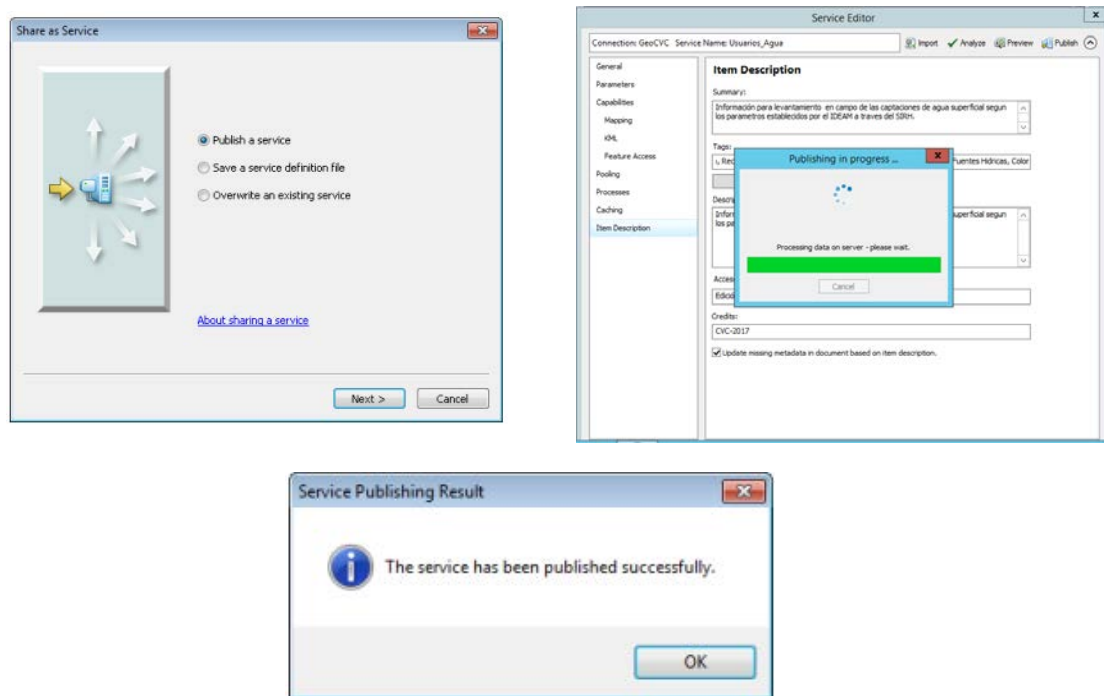 Share as Service
Publish a service
Save a service definition file
Overwrite an existing service
About sharing a service
Next >
Cancel
Service Editor
Connection: GeoCVC Service Name: Usuarios_Agua
Import
Analyze
Preview
Publish
General
Parameters
Capabilities
Mapping
KML
Feature Access
Pooling
Processes
Caching
Item Description
Item Description
Summary:
Información para levantamiento en campo de las captaciones de agua superficial segun
los parametros establecidos por el IDEAM a traves del SIRH.
Tags:
Fuentes Hídricas, Color
superficial segun
Publishing in progress ...
Processing data on server - please wait.
Cancel
Credits:
CVC-2017
Update missing metadata in document based on item description.
Service Publishing Result
The service has been published successfully.
OK